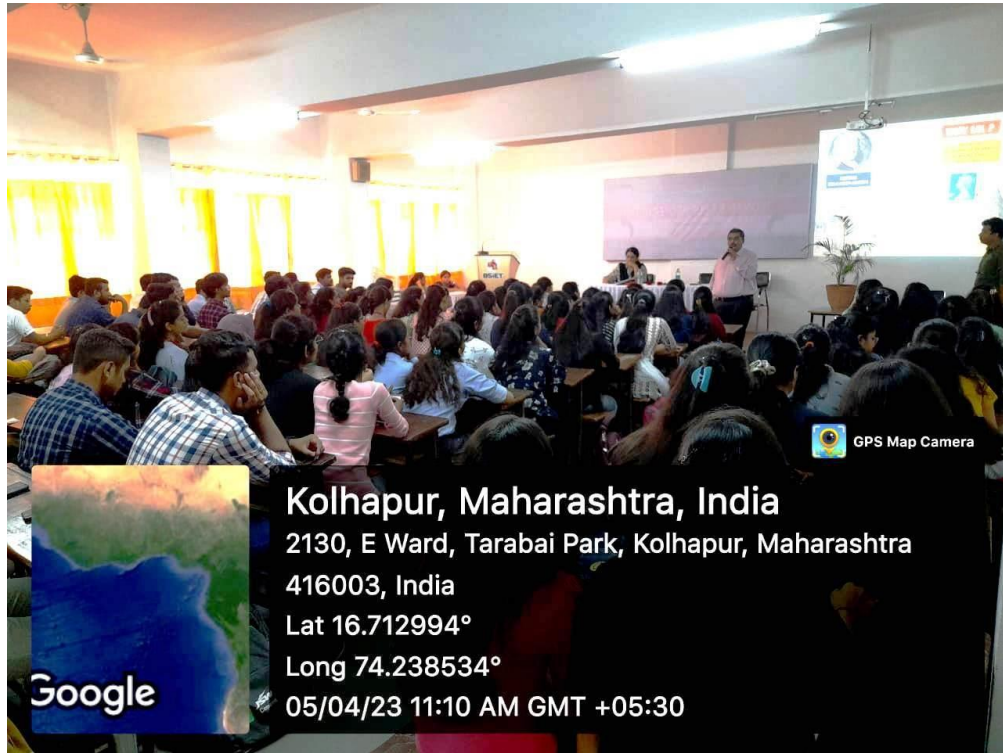 BSIET
GPS Map Camera
Kolhapur, Maharashtra, India
2130, E Ward, Tarabai Park, Kolhapur, Maharashtra
416003, India
Lat 16.712994°
Long 74.238534°
05/04/23 11:10 AM GMT +05:30
Google